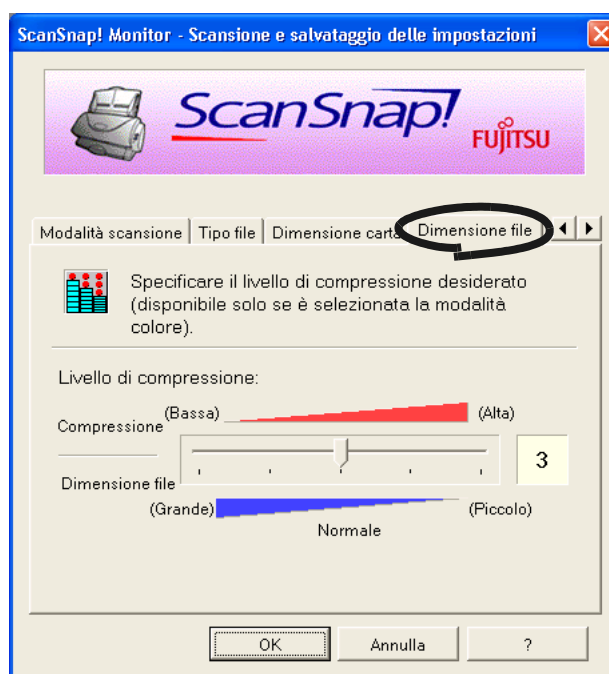 ScanSnap! Monitor - Scansione e salvataggio delle impostazioni
ScanSnap!
FUJITSU
Modalità scansione
Tipo file
Dimensione carta
Dimensione file
Specificare il livello di compressione desiderato
(disponibile solo se è selezionata la modalità
colore).
Livello di compressione:
(Bassa)
(Alta)
Compressione
3
Dimensione file
(Grande)
(Piccolo)
Normale
OK
Annulla
?